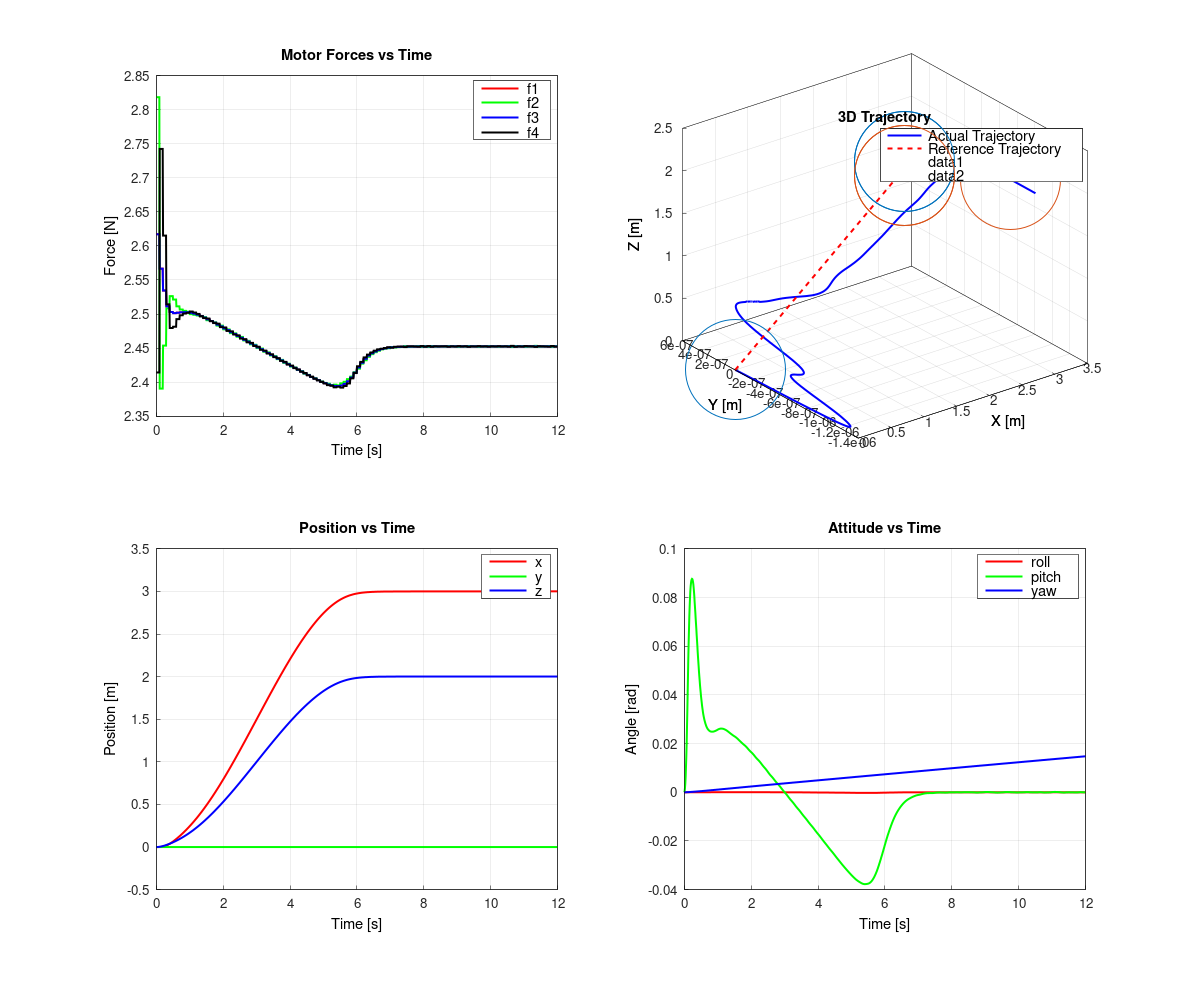 Motor Forces vs Time
2.85
2.8
2.75
2.7
2.65
2.6
2.55
2.5
2.45
2.4
2.35
Force [N]
f1
f2
f3
f4
0 2 4 6 8 10 12
Time [s]
3D Trajectory
Actual Trajectory
Reference Trajectory
data1
data2
2.5
2
1.5
1
0.5
0
Z [m]
6e-07
4e-07
2e-07
0
-2e-07
-4e-07
-6e-07
-8e-07
-1e-06
-1.2e-06
-1.4e-06
Y [m]
0 0.5 1 1.5 2 2.5 3 3.5
X [m]
Position vs Time
3.5
3
2.5
2
1.5
1
0.5
0
-0.5
Position [m]
x
y
z
0 2 4 6 8 10 12
Time [s]
Attitude vs Time
0.1
0.08
0.06
0.04
0.02
0
-0.02
-0.04
Angle [rad]
roll
pitch
yaw
0 2 4 6 8 10 12
Time [s]